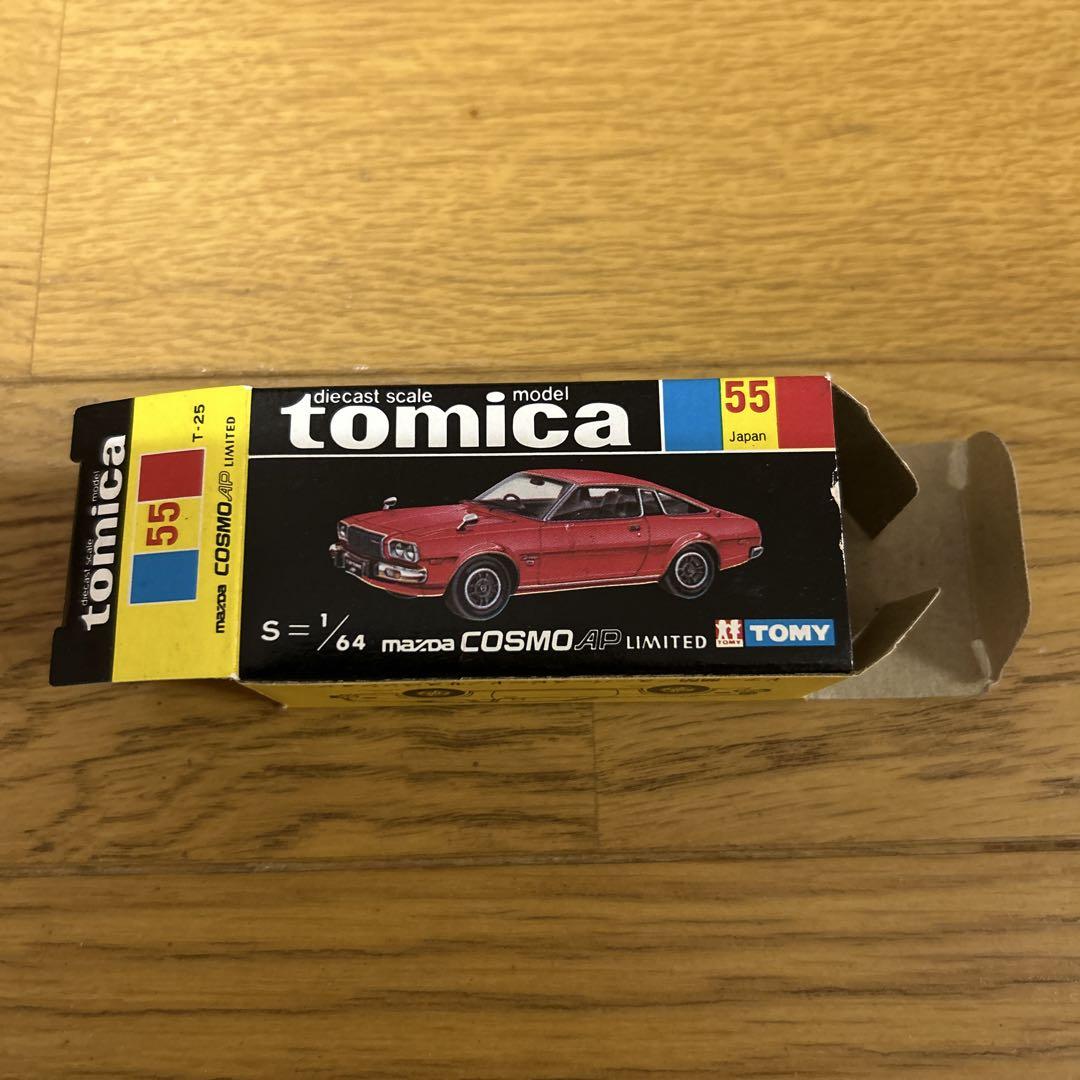 diecast scale model
tomica
55
Japan
S = 1/64 mazda COSMO AP LIMITED TOMY TOMY
diecast scale model
tomica
55
T-25
mazda COSMO AP LIMITED